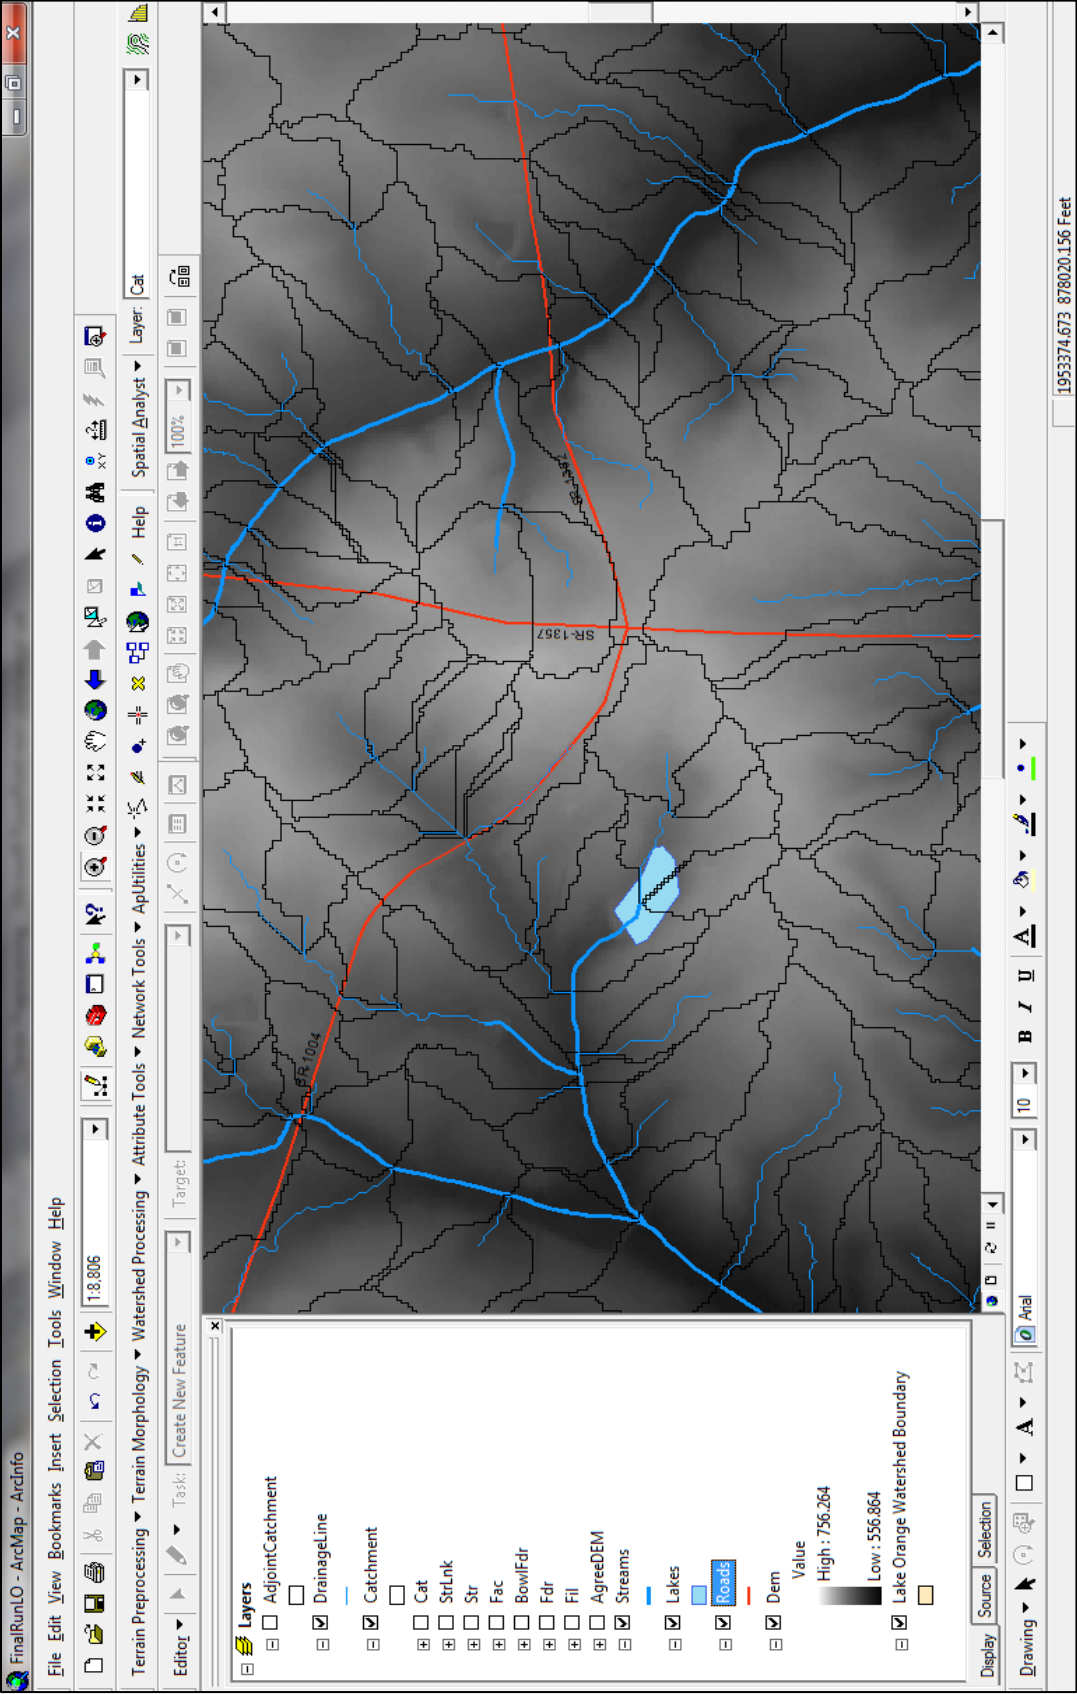 FinalRunLO - ArcMap - ArcInfo
File Edit View Bookmarks Insert Selection Tools Window Help
1:8,806
Terrain Preprocessing Terrain Morphology Watershed Processing Attribute Tools Network Tools ApUtilities Help Spatial Analyst Layer: Cat
Editor Task: Create New Feature Target: 100%
Layers
AdjointCatchment
DrainageLine
Catchment
Cat
StrLnk
Str
Fac
BowlFdr
Fdr
Fil
AgreeDEM
Streams
Lakes
Roads
Dem
Value
High : 756.264
Low : 556.864
Lake Orange Watershed Boundary
Display Source Selection
SR-1004
SR-1357
SR-1357
Drawing A Arial 10 B I U A
1953374.673 878020.156 Feet